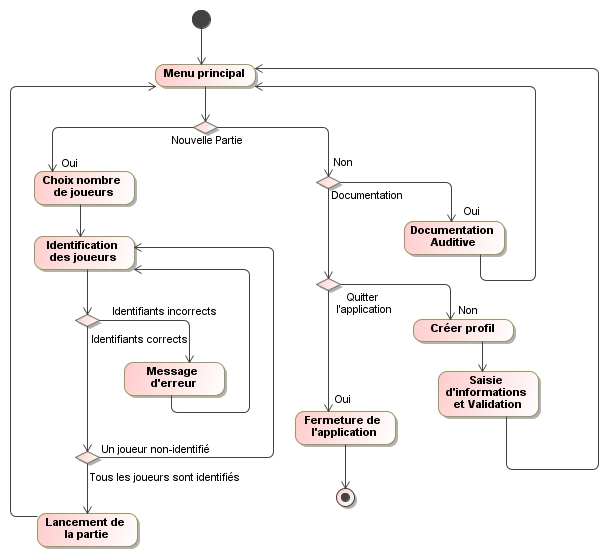 Menu principal
Nouvelle Partie
Oui
Non
Choix nombre
de joueurs
Documentation
Oui
Documentation
Auditive
Identification
des joueurs
Quitter
l'application
Non
Identifiants incorrects
Identifiants corrects
Créer profil
Message
d'erreur
Saisie
d'informations
et Validation
Oui
Fermeture de
l'application
Un joueur non-identifié
Tous les joueurs sont identifiés
Lancement de
la partie